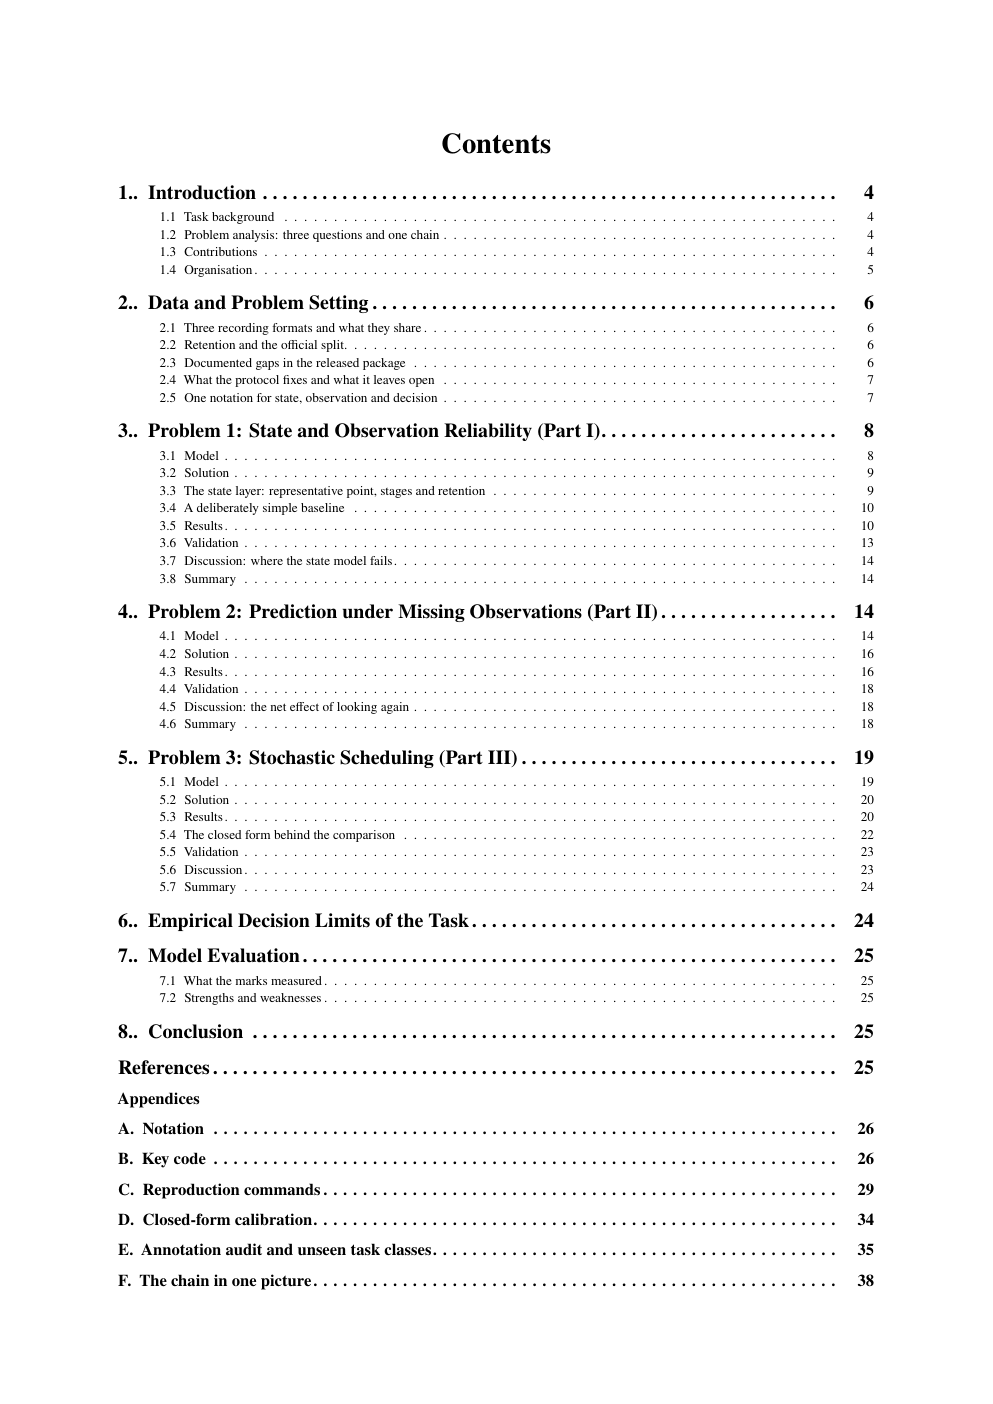 Contents
1.. Introduction . . . . . . . . . . . . . . . . . . . . 4
1.1 Task background . . . . . . . . . . . . . . . . . . . . 4
1.2 Problem analysis: three questions and one chain . . . . . . . . . . . . . . . . . . . . 4
1.3 Contributions . . . . . . . . . . . . . . . . . . . . 4
1.4 Organisation . . . . . . . . . . . . . . . . . . . . 5
2.. Data and Problem Setting . . . . . . . . . . . . . . . . . . . . 6
2.1 Three recording formats and what they share . . . . . . . . . . . . . . . . . . . . 6
2.2 Retention and the official split . . . . . . . . . . . . . . . . . . . . 6
2.3 Documented gaps in the released package . . . . . . . . . . . . . . . . . . . . 6
2.4 What the protocol fixes and what it leaves open . . . . . . . . . . . . . . . . . . . . 7
2.5 One notation for state, observation and decision . . . . . . . . . . . . . . . . . . . . 7
3.. Problem 1: State and Observation Reliability (Part I) . . . . . . . . . . . . . . . . . . . . 8
3.1 Model . . . . . . . . . . . . . . . . . . . . 8
3.2 Solution . . . . . . . . . . . . . . . . . . . . 9
3.3 The state layer: representative point, stages and retention . . . . . . . . . . . . . . . . . . . . 9
3.4 A deliberately simple baseline . . . . . . . . . . . . . . . . . . . . 10
3.5 Results . . . . . . . . . . . . . . . . . . . . 10
3.6 Validation . . . . . . . . . . . . . . . . . . . . 13
3.7 Discussion: where the state model fails . . . . . . . . . . . . . . . . . . . . 14
3.8 Summary . . . . . . . . . . . . . . . . . . . . 14
4.. Problem 2: Prediction under Missing Observations (Part II) . . . . . . . . . . . . . . . . . . . . 14
4.1 Model . . . . . . . . . . . . . . . . . . . . 14
4.2 Solution . . . . . . . . . . . . . . . . . . . . 16
4.3 Results . . . . . . . . . . . . . . . . . . . . 16
4.4 Validation . . . . . . . . . . . . . . . . . . . . 18
4.5 Discussion: the net effect of looking again . . . . . . . . . . . . . . . . . . . . 18
4.6 Summary . . . . . . . . . . . . . . . . . . . . 18
5.. Problem 3: Stochastic Scheduling (Part III) . . . . . . . . . . . . . . . . . . . . 19
5.1 Model . . . . . . . . . . . . . . . . . . . . 19
5.2 Solution . . . . . . . . . . . . . . . . . . . . 20
5.3 Results . . . . . . . . . . . . . . . . . . . . 20
5.4 The closed form behind the comparison . . . . . . . . . . . . . . . . . . . . 22
5.5 Validation . . . . . . . . . . . . . . . . . . . . 23
5.6 Discussion . . . . . . . . . . . . . . . . . . . . 23
5.7 Summary . . . . . . . . . . . . . . . . . . . . 24
6.. Empirical Decision Limits of the Task . . . . . . . . . . . . . . . . . . . . 24
7.. Model Evaluation . . . . . . . . . . . . . . . . . . . . 25
7.1 What the marks measured . . . . . . . . . . . . . . . . . . . . 25
7.2 Strengths and weaknesses . . . . . . . . . . . . . . . . . . . . 25
8.. Conclusion . . . . . . . . . . . . . . . . . . . . 25
References . . . . . . . . . . . . . . . . . . . . 25
Appendices
A. Notation . . . . . . . . . . . . . . . . . . . . 26
B. Key code . . . . . . . . . . . . . . . . . . . . 26
C. Reproduction commands . . . . . . . . . . . . . . . . . . . . 29
D. Closed-form calibration . . . . . . . . . . . . . . . . . . . . 34
E. Annotation audit and unseen task classes . . . . . . . . . . . . . . . . . . . . 35
F. The chain in one picture . . . . . . . . . . . . . . . . . . . . 38